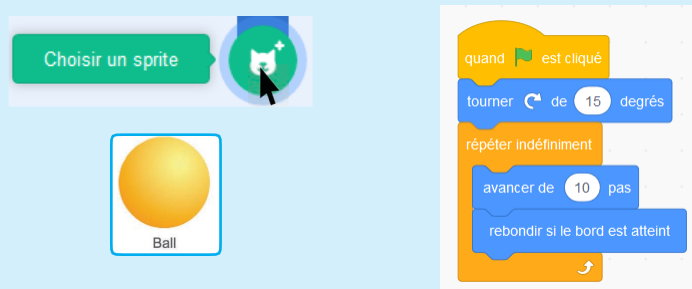 Choisir un sprite
Ball
quand est cliqué
tourner de 15 degrés
répéter indéfiniment
avancer de 10 pas
rebondir si le bord est atteint